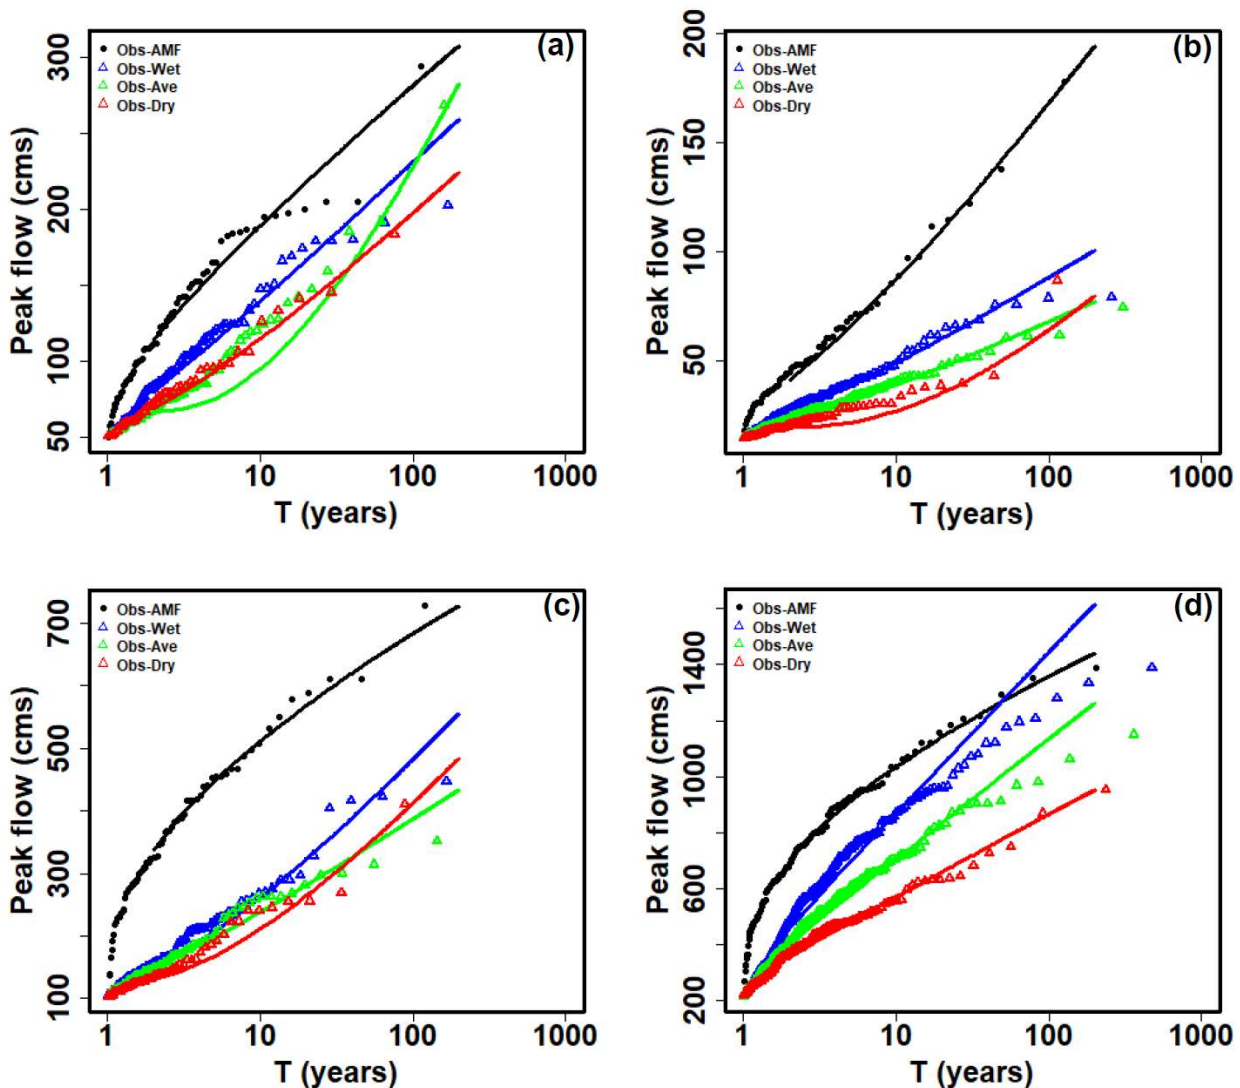 (a)
Obs-AMF
Obs-Wet
Obs-Ave
Obs-Dry
Peak flow (cms)
300
200
100
50
1 10 100 1000
T (years)
(b)
Obs-AMF
Obs-Wet
Obs-Ave
Obs-Dry
Peak flow (cms)
200
150
100
50
1 10 100 1000
T (years)
(c)
Obs-AMF
Obs-Wet
Obs-Ave
Obs-Dry
Peak flow (cms)
700
500
300
100
1 10 100 1000
T (years)
(d)
Obs-AMF
Obs-Wet
Obs-Ave
Obs-Dry
Peak flow (cms)
1400
1000
600
200
1 10 100 1000
T (years)